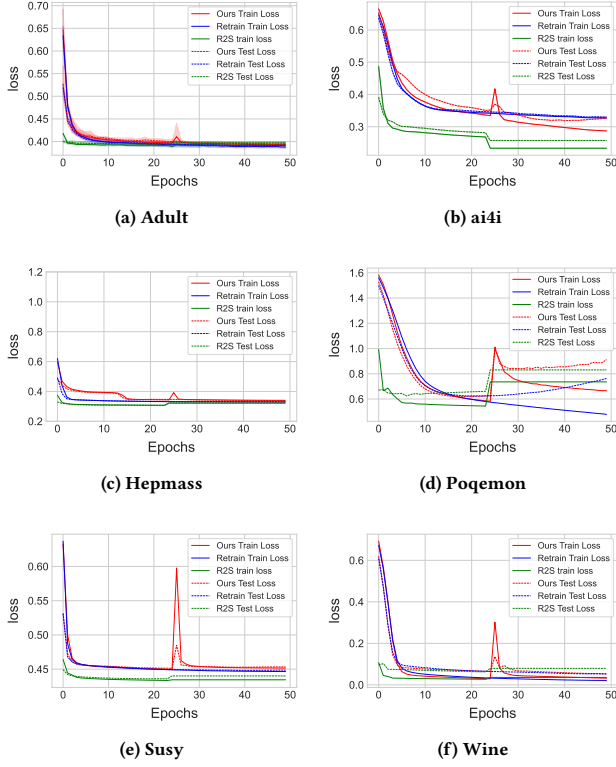 0.70
0.65
0.60
0.55
0.50
0.45
0.40
loss
0 10 20 30 40 50
Epochs
Ours Train Loss
Retrain Train Loss
R2S train loss
Ours Test Loss
Retrain Test Loss
R2S Test Loss
(a) Adult
0.6
0.5
0.4
0.3
loss
0 10 20 30 40 50
Epochs
Ours Train Loss
Retrain Train Loss
R2S train loss
Ours Test Loss
Retrain Test Loss
R2S Test Loss
(b) ai4i
1.2
1.0
0.8
0.6
0.4
0.2
loss
0 10 20 30 40 50
Epochs
Ours Train Loss
Retrain Train Loss
R2S train loss
Ours Test Loss
Retrain Test Loss
R2S Test Loss
(c) Hepmass
1.6
1.4
1.2
1.0
0.8
0.6
loss
0 10 20 30 40 50
Epochs
Ours Train Loss
Retrain Train Loss
R2S train loss
Ours Test Loss
Retrain Test Loss
R2S Test Loss
(d) Poqemon
0.60
0.55
0.50
0.45
loss
0 10 20 30 40 50
Epochs
Ours Train Loss
Retrain Train Loss
R2S train loss
Ours Test Loss
Retrain Test Loss
R2S Test Loss
(e) Susy
0.6
0.4
0.2
0.0
loss
0 10 20 30 40 50
Epochs
Ours Train Loss
Retrain Train Loss
R2S train loss
Ours Test Loss
Retrain Test Loss
R2S Test Loss
(f) Wine